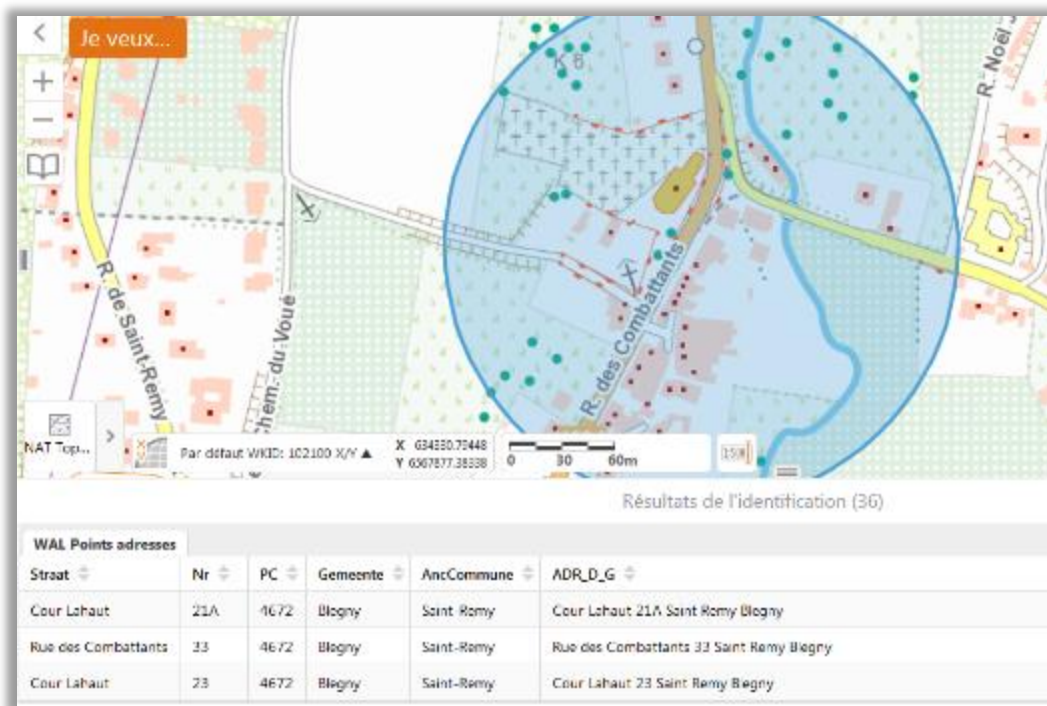 Je veux...
K 6
R. Noël J
R. de Saint-Remy
Chem. du Voué
R. des Combattants
NAT Top...
Par défaut WKID: 102100 X/Y ▲
X 634330.79448
Y 6567877.38338
0 30 60m
Résultats de l'identification (36)
WAL Points adresses
Straat Nr PC Gemeente AncCommune ADR_D_G
Cour Lahaut 21A 4672 Blegny Saint-Remy Cour Lahaut 21A Saint Remy Blegny
Rue des Combattants 33 4672 Blegny Saint-Remy Rue des Combattants 33 Saint Remy Blegny
Cour Lahaut 23 4672 Blegny Saint-Remy Cour Lahaut 23 Saint Remy Blegny